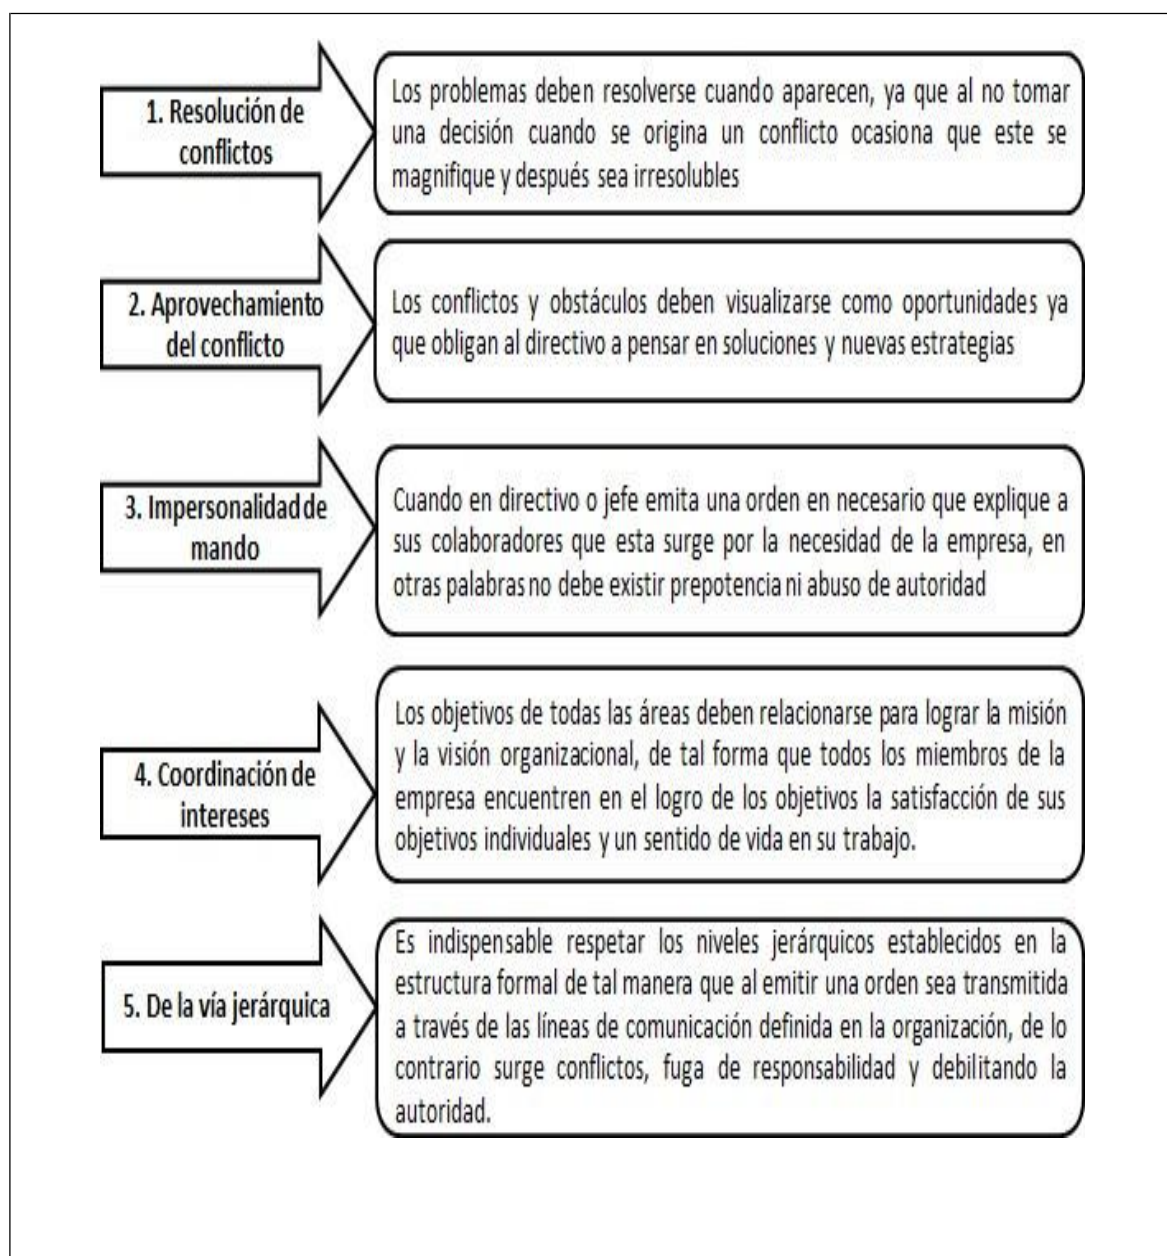 1. Resolución de
conflictos
Los problemas deben resolverse cuando aparecen, ya que al no tomar
una decisión cuando se origina un conflicto ocasiona que este se
magnifique y después sea irresolubles
2. Aprovechamiento
del conflicto
Los conflictos y obstáculos deben visualizarse como oportunidades ya
que obligan al directivo a pensar en soluciones y nuevas estrategias
3. Impersonalidad de
mando
Cuando en directivo o jefe emita una orden en necesario que explique a
sus colaboradores que esta surge por la necesidad de la empresa, en
otras palabras no debe existir prepotencia ni abuso de autoridad
4. Coordinación de
intereses
Los objetivos de todas las áreas deben relacionarse para lograr la misión
y la visión organizacional, de tal forma que todos los miembros de la
empresa encuentren en el logro de los objetivos la satisfacción de sus
objetivos individuales y un sentido de vida en su trabajo.
5. De la vía jerárquica
Es indispensable respetar los niveles jerárquicos establecidos en la
estructura formal de tal manera que al emitir una orden sea transmitida
a través de las líneas de comunicación definida en la organización, de lo
contrario surge conflictos, fuga de responsabilidad y debilitando la
autoridad.